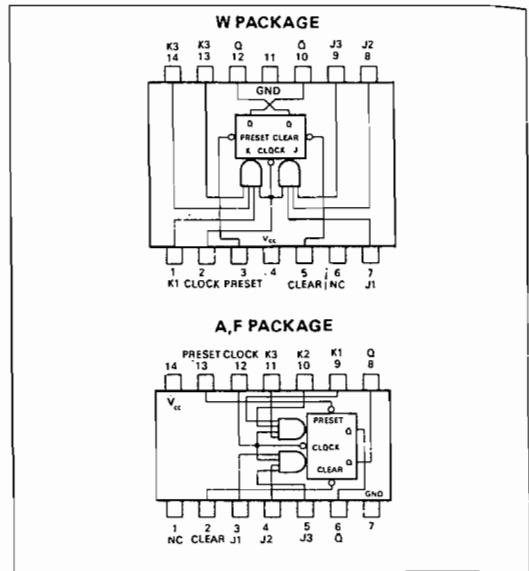 W PACKAGE
K3 K3 Q Q̄ J3 J2
14 13 12 11 10 9 8
GND
Q Q
PRESET CLEAR
K CLOCK J
Vcc
1 2 3 4 5 6 7
K1 CLOCK PRESET CLEAR NC J1
A,F PACKAGE
PRESET CLOCK K3 K2 K1 Q
14 13 12 11 10 9 8
Vcc
PRESET
Q̄
CLOCK
Q
CLEAR
GND
1 2 3 4 5 6 7
NC CLEAR J1 J2 J3 Q̄